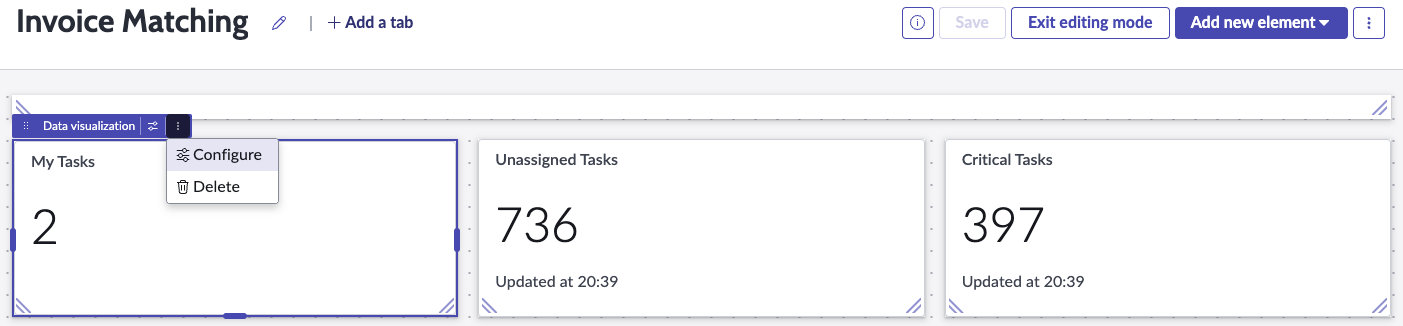 Invoice Matching
+ Add a tab
Save
Exit editing mode
Add new element
Data visualization
Configure
Delete
My Tasks
2
Unassigned Tasks
736
Updated at 20:39
Critical Tasks
397
Updated at 20:39